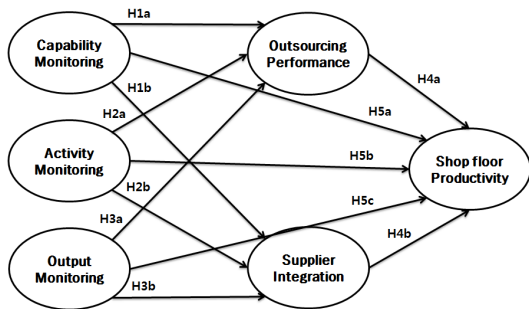 H1a
Capability
Monitoring
Outsourcing
Performance
H1b
H4a
H2a
H5a
Activity
Monitoring
H5b
Shop floor
Productivity
H2b
H3a
H5c
Output
Monitoring
Supplier
Integration
H4b
H3b